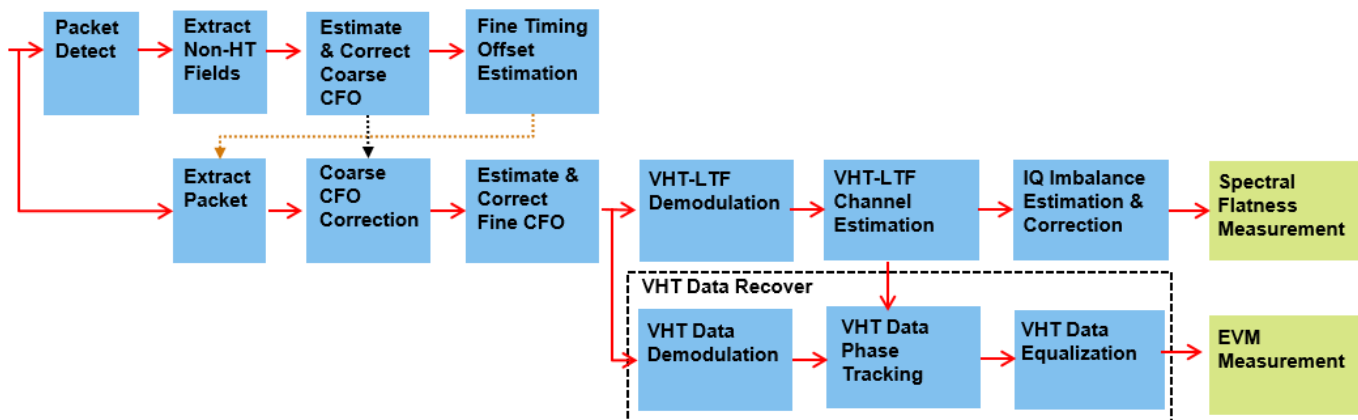 Packet
Detect
Extract
Non-HT
Fields
Estimate
& Correct
Coarse
CFO
Fine Timing
Offset
Estimation
Extract
Packet
Coarse
CFO
Correction
Estimate &
Correct
Fine CFO
VHT-LTF
Demodulation
VHT-LTF
Channel
Estimation
IQ Imbalance
Estimation &
Correction
Spectral
Flatness
Measurement
VHT Data Recover
VHT Data
Demodulation
VHT Data
Phase
Tracking
VHT Data
Equalization
EVM
Measurement